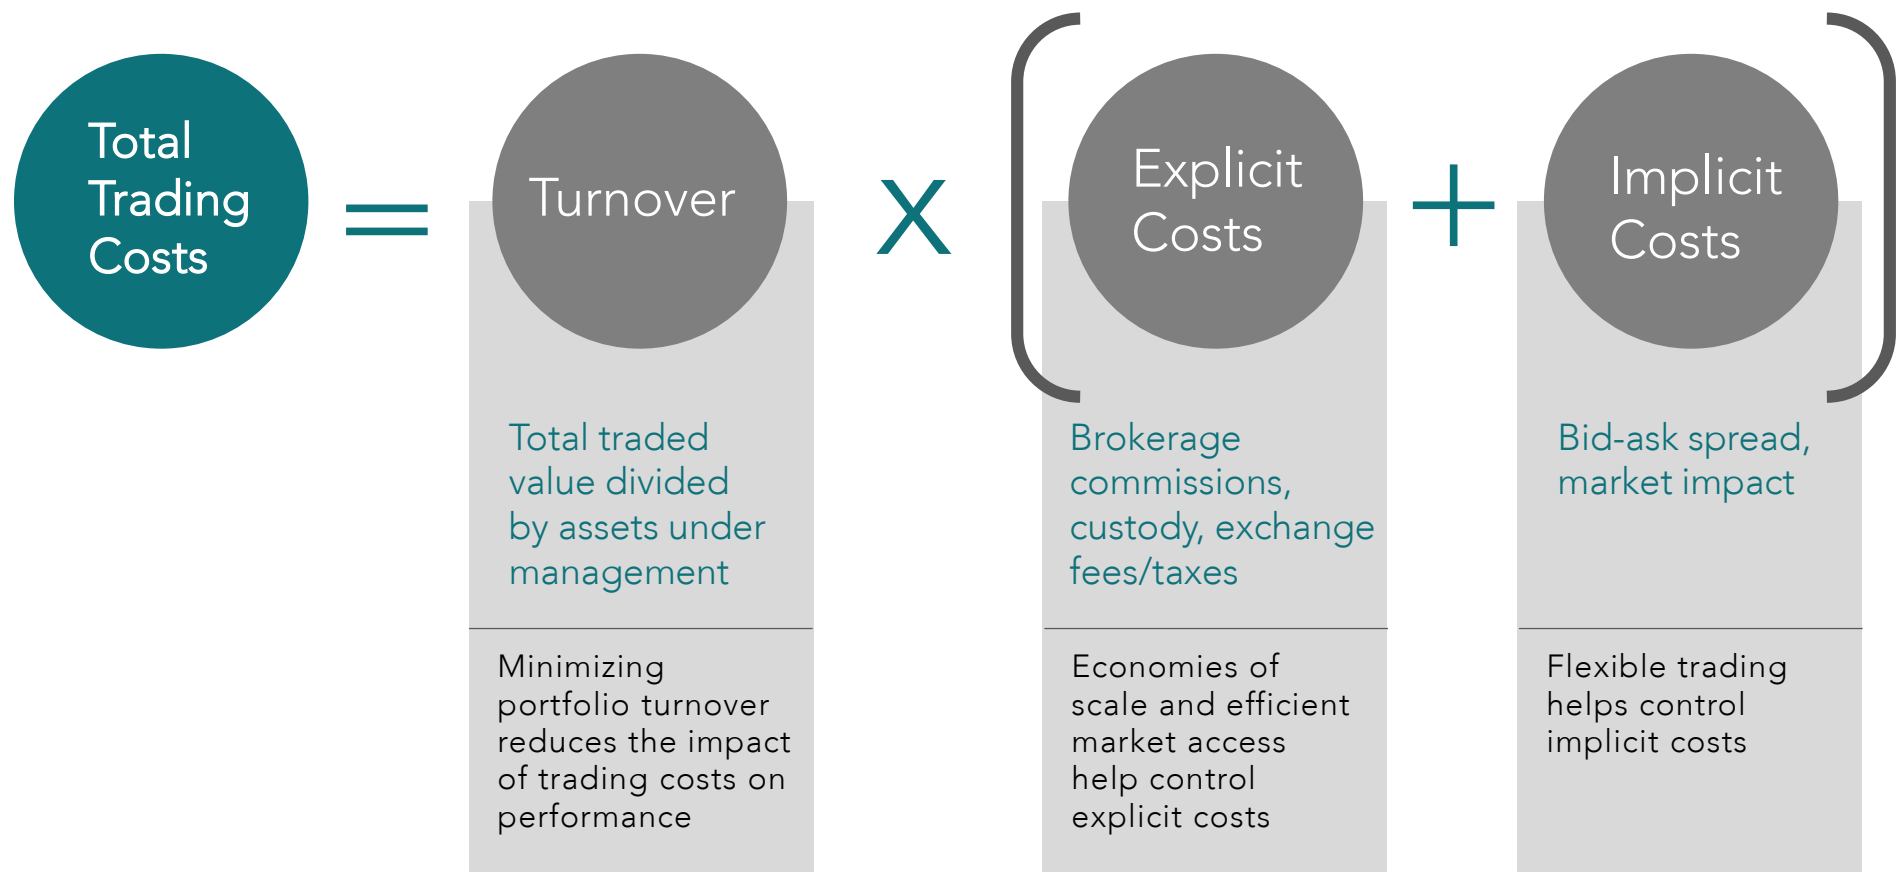 Total
Trading
Costs
=
Turnover
x
(
Explicit
Costs
+
Implicit
Costs
)
Total traded
value divided
by assets under
management
Minimizing
portfolio turnover
reduces the impact
of trading costs on
performance
Brokerage
commissions,
custody, exchange
fees/taxes
Economies of
scale and efficient
market access
help control
explicit costs
Bid-ask spread,
market impact
Flexible trading
helps control
implicit costs